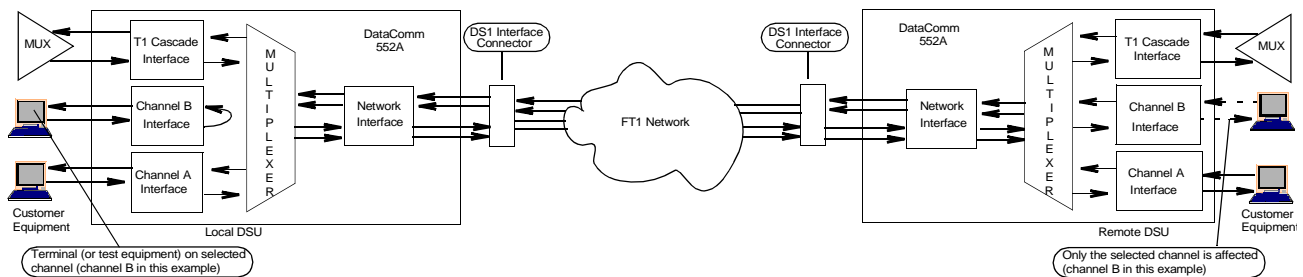 MUX
T1 Cascade
Interface
Channel B
Interface
Channel A
Interface
Customer
Equipment
MULTIPLEXER
DataComm
552A
Network
Interface
Local DSU
DS1 Interface
Connector
FT1 Network
DS1 Interface
Connector
DataComm
552A
Network
Interface
MULTIPLEXER
T1 Cascade
Interface
Channel B
Interface
Channel A
Interface
MUX
Customer
Equipment
Remote DSU
Terminal (or test equipment) on selected
channel (channel B in this example)
Only the selected channel is affected
(channel B in this example)